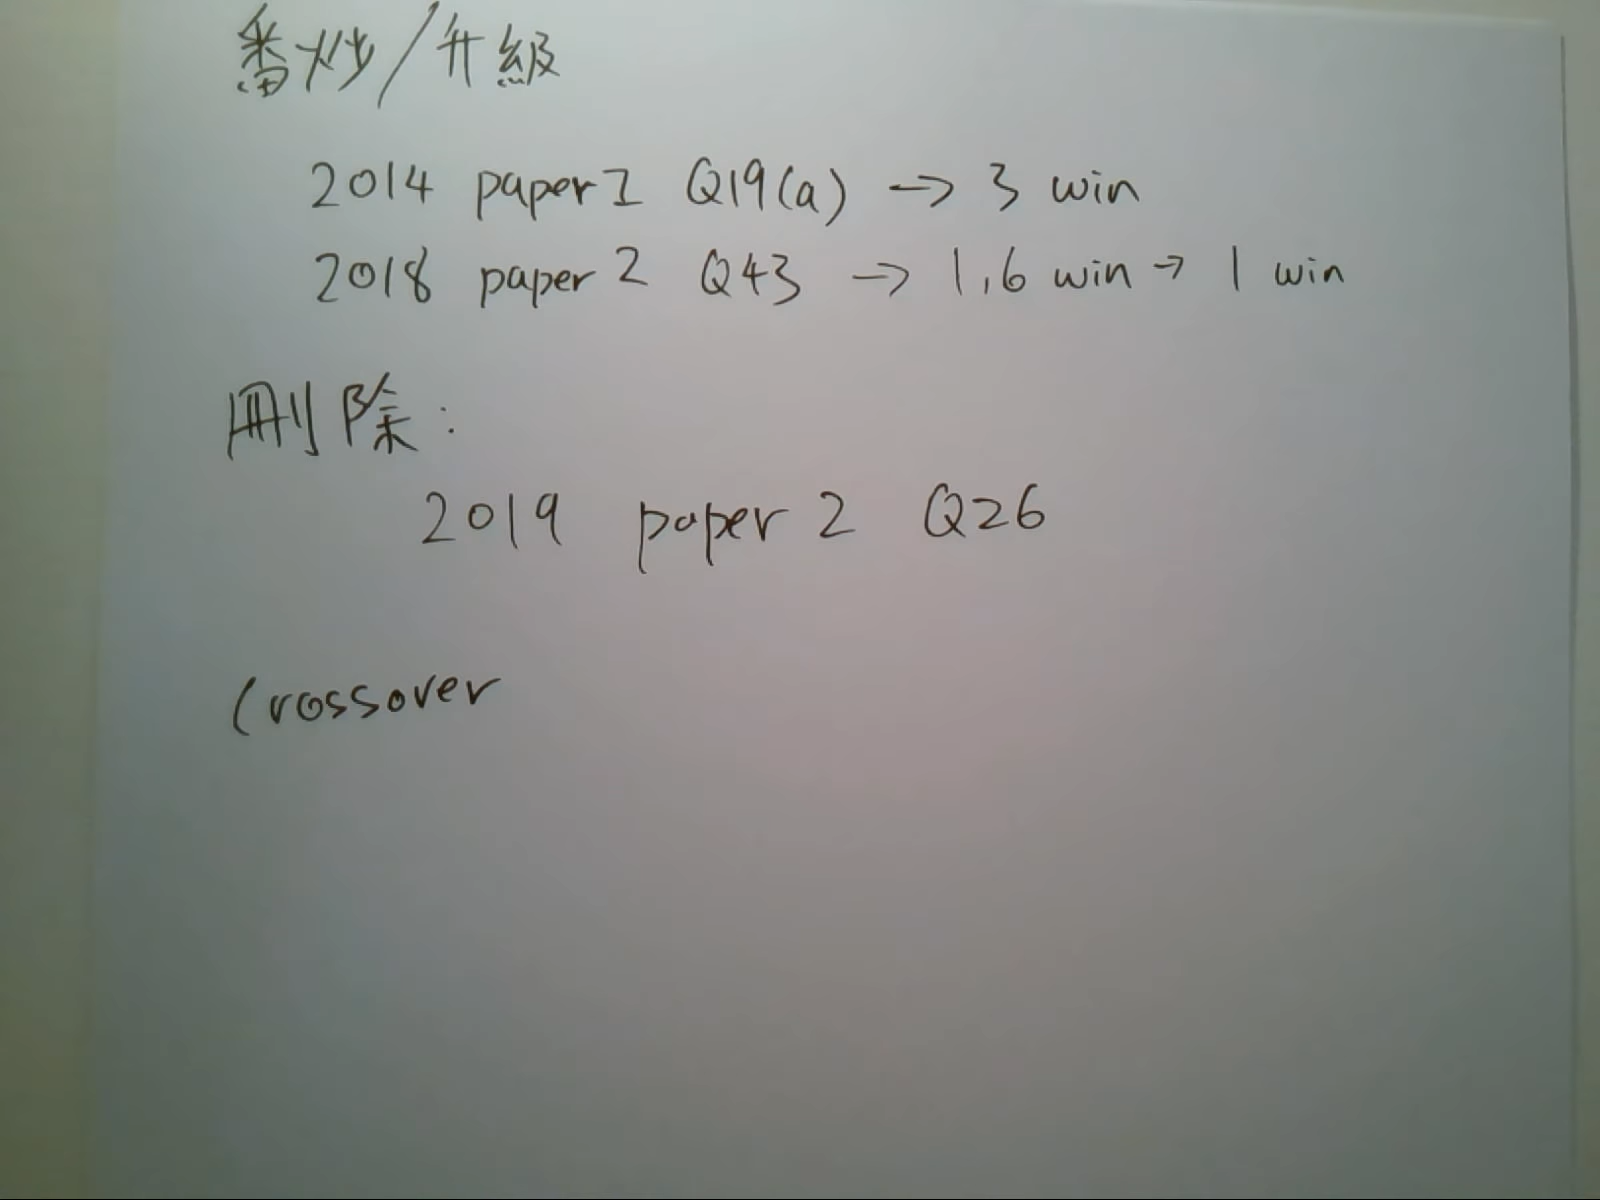 番炒/升級
2014 paper 1 Q19(a) → 3 win
2018 paper 2 Q43 → 1.6 win → 1 win
刪除:
2019 paper 2 Q26
Crossover